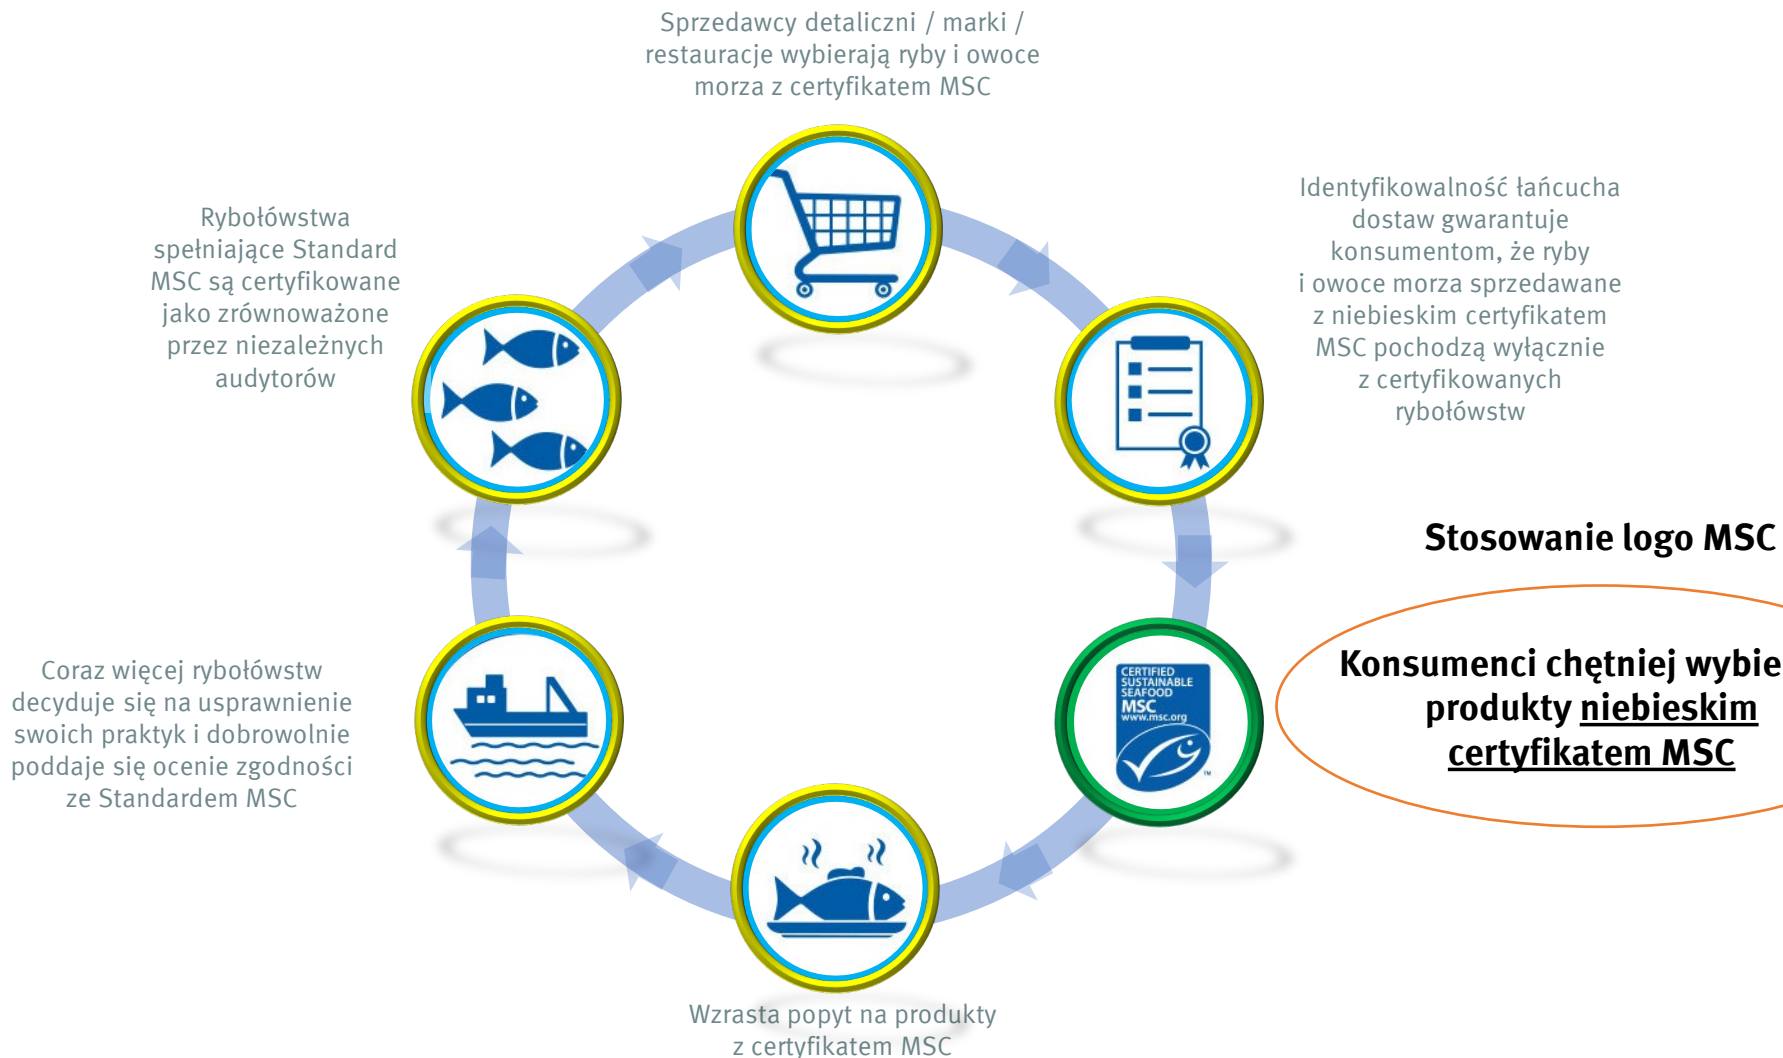 Sprzedawcy detaliczni / marki /
restauracje wybierają ryby i owoce
morza z certyfikatem MSC
Identyfikowalność łańcucha
dostaw gwarantuje
konsumentom, że ryby
i owoce morza sprzedawane
z niebieskim certyfikatem
MSC pochodzą wyłącznie
z certyfikowanych
rybołówstw
Rybołówstwa
spełniające Standard
MSC są certyfikowane
jako zrównoważone
przez niezależnych
audytorów
Stosowanie logo MSC
Konsumenci chętniej wybie
produkty niebieskim
certyfikatem MSC
CERTIFIED
SUSTAINABLE
SEAFOOD
MSC
www.msc.org
TM
Coraz więcej rybołówstw
decyduje się na usprawnienie
swoich praktyk i dobrowolnie
poddaje się ocenie zgodności
ze Standardem MSC
Wzrasta popyt na produkty
z certyfikatem MSC